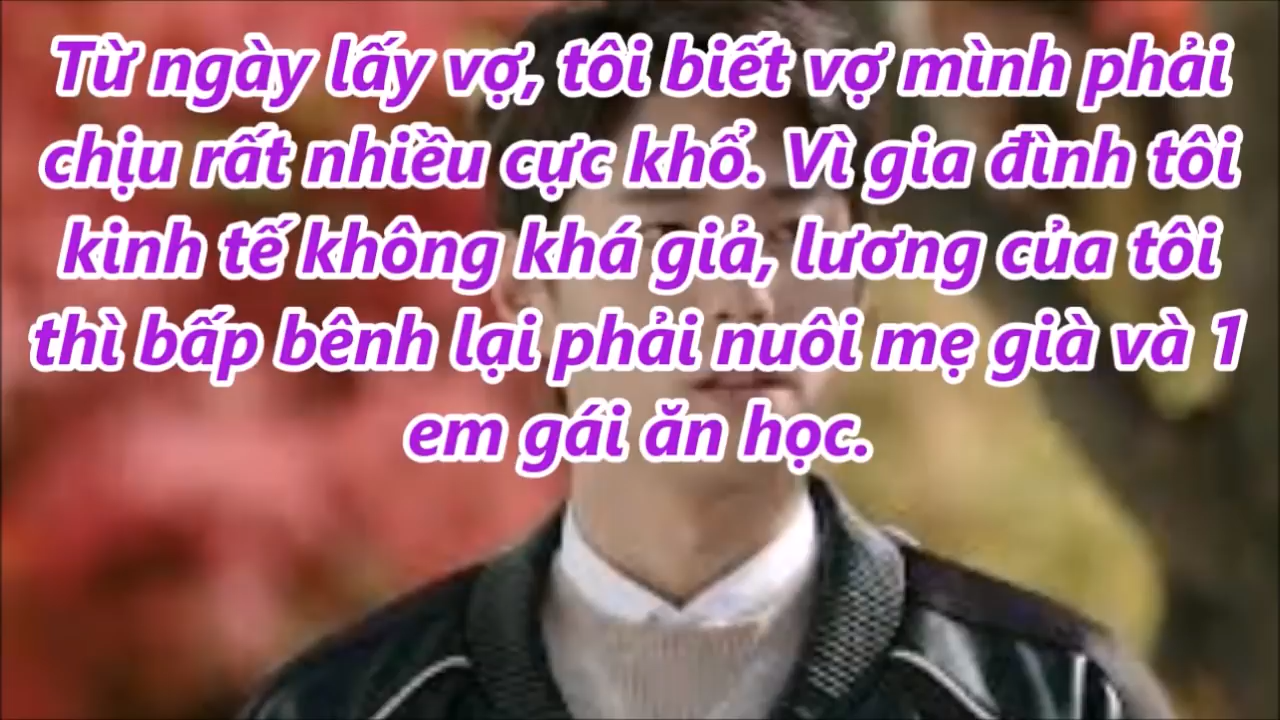 Từ ngày lấy vợ, tôi biết vợ mình phải
chịu rất nhiều cực khổ. Vì gia đình tôi
kinh tế không khá giả, lương của tôi
thì bấp bênh lại phải nuôi mẹ già và 1
em gái ăn học.